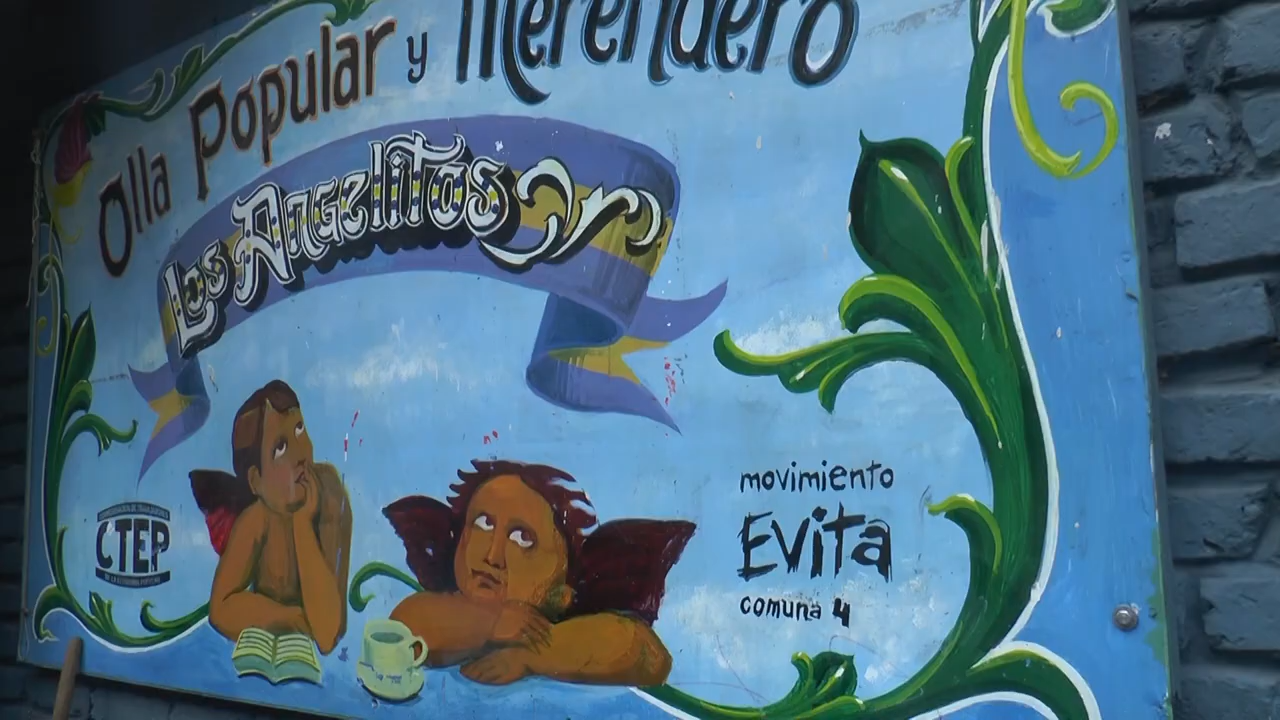 Olla Popular y Merendero
Los Angelitos
CTEP
movimiento
Evita
comuna 4